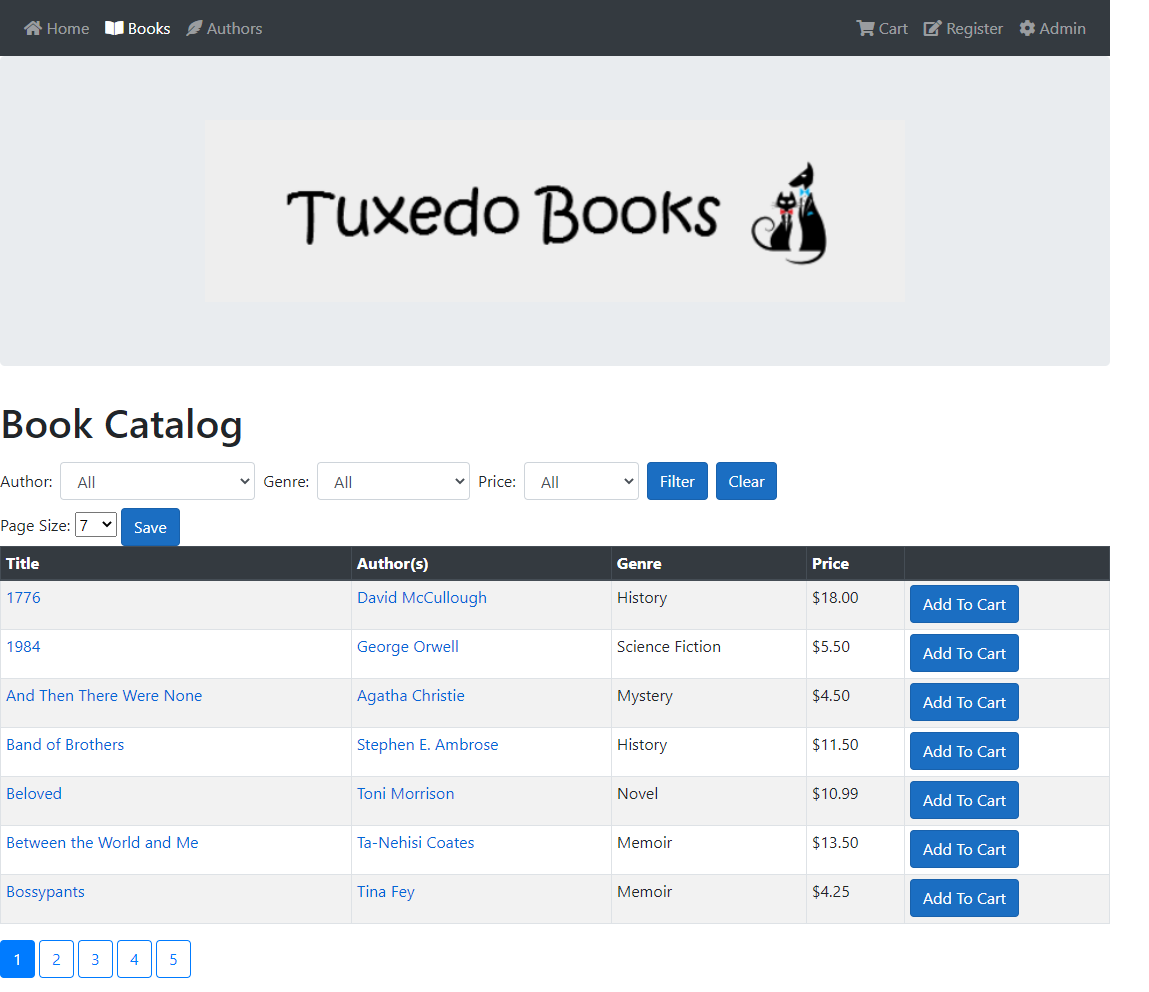 Home Books Authors Cart Register Admin
Tuxedo Books
Book Catalog
Author: All Genre: All Price: All Filter Clear
Page Size: 7 Save
Title Author(s) Genre Price
1776 David McCullough History $18.00 Add To Cart
1984 George Orwell Science Fiction $5.50 Add To Cart
And Then There Were None Agatha Christie Mystery $4.50 Add To Cart
Band of Brothers Stephen E. Ambrose History $11.50 Add To Cart
Beloved Toni Morrison Novel $10.99 Add To Cart
Between the World and Me Ta-Nehisi Coates Memoir $13.50 Add To Cart
Bossypants Tina Fey Memoir $4.25 Add To Cart
1 2 3 4 5